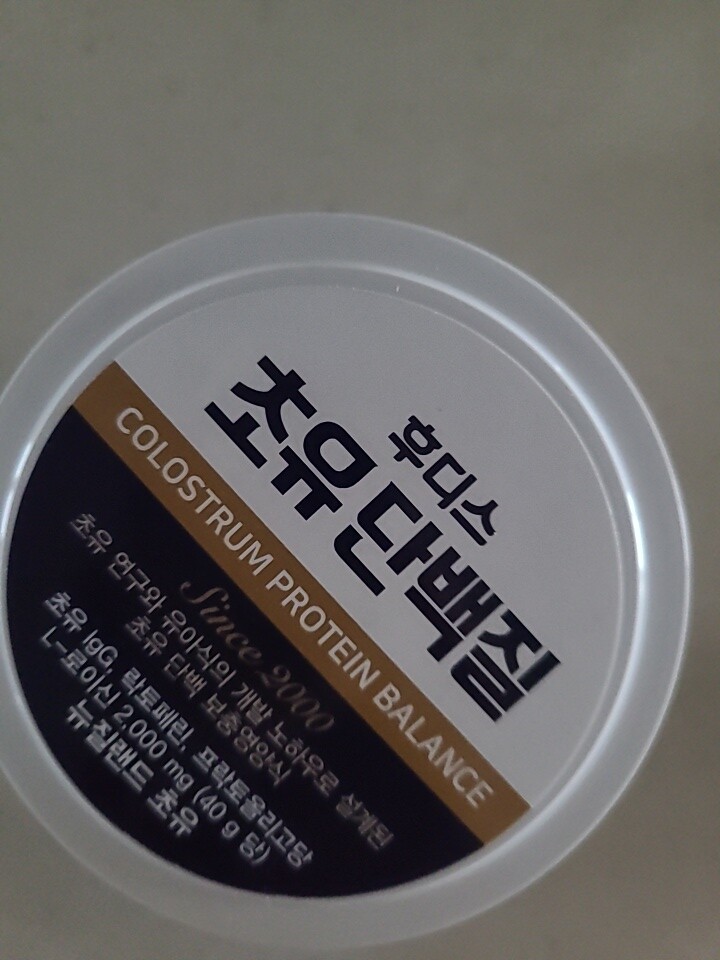 후디스
초유단백질
COLOSTRUM PROTEIN BALANCE
Since 2000
초유 연구와 유아식의 개발 노하우로 설계된
초유 단백 보충영양식
초유 IgG, 락토페린, 프락토올리고당
L-로이신 2,000 mg (40 g 당)
뉴질랜드 초유